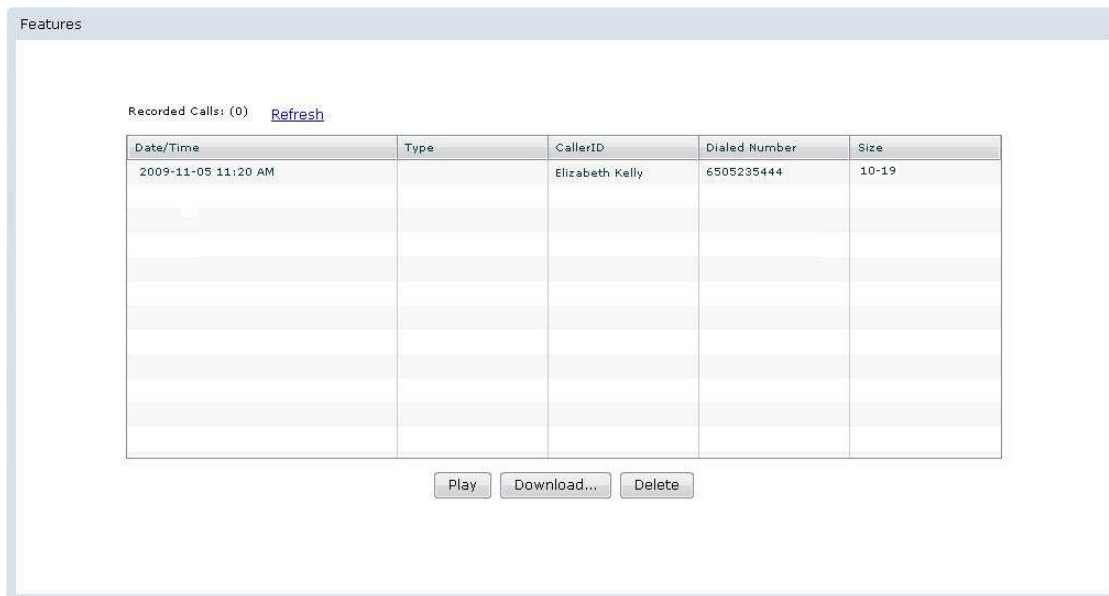 Features
Recorded Calls: (0) Refresh
Date/Time Type CallerID Dialed Number Size
2009-11-05 11:20 AM Elizabeth Kelly 6505235444 10-19
Play Download... Delete